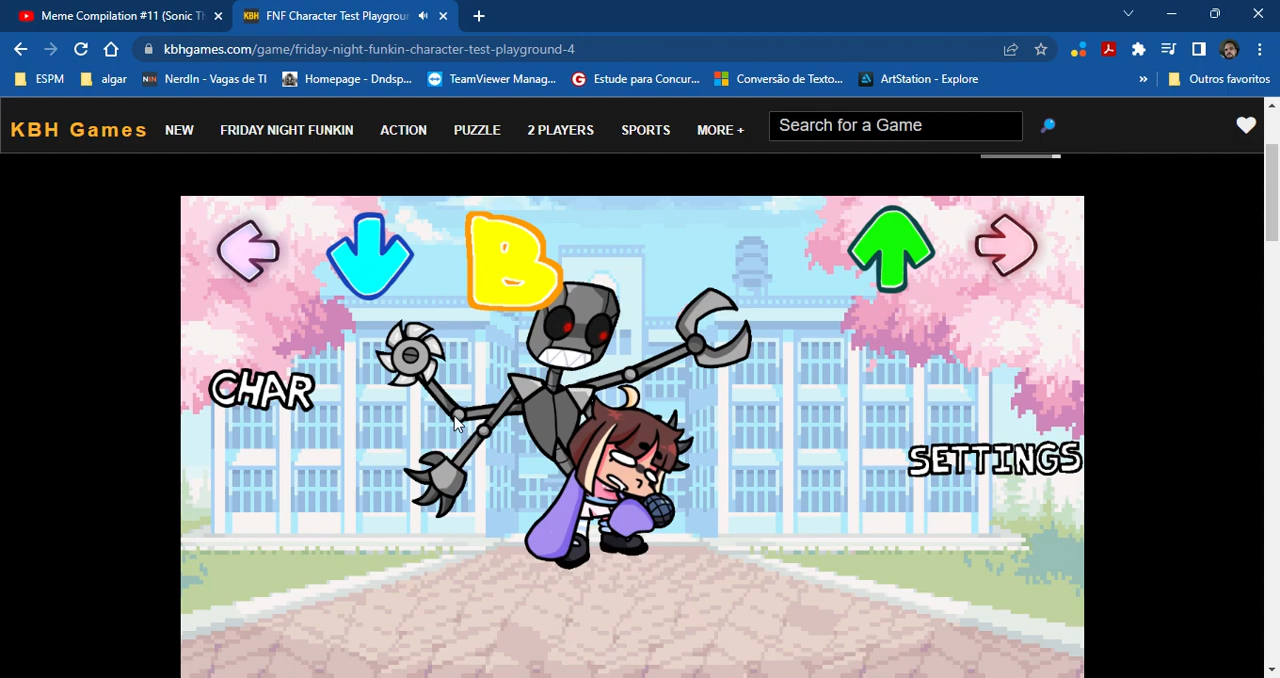 Meme Compilation #11 (Sonic Th
KBH FNF Character Test Playgroun
kbhgames.com/game/friday-night-funkin-character-test-playground-4
ESPM algar NerdIn - Vagas de TI Homepage - Dndsp... TeamViewer Manag... Estude para Concur... Conversão de Texto... ArtStation - Explore » Outros favoritos
KBH Games NEW FRIDAY NIGHT FUNKIN ACTION PUZZLE 2 PLAYERS SPORTS MORE + Search for a Game
B
CHAR
SETTINGS